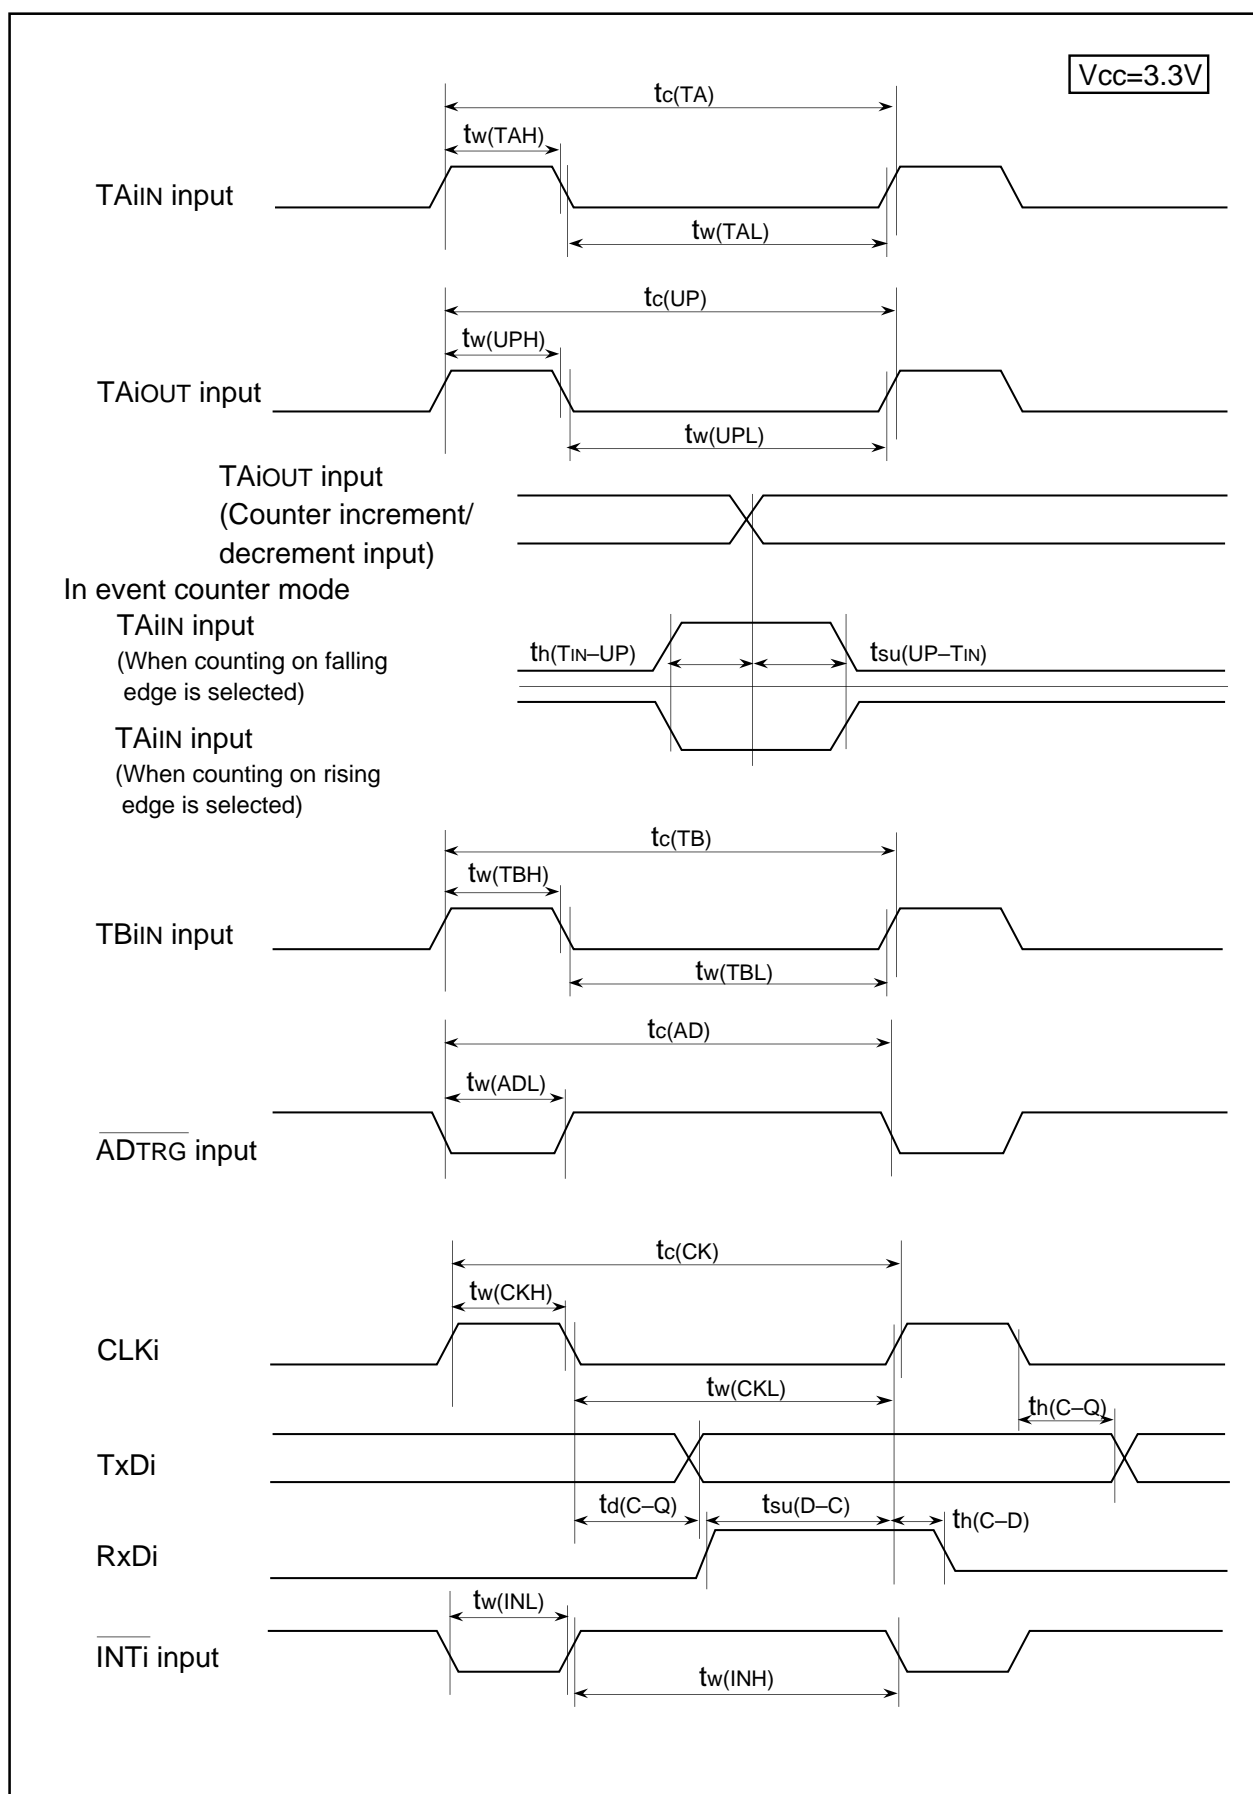 Vcc=3.3V
tc(TA)
tw(TAH)
TAiIN input
tw(TAL)
tc(UP)
tw(UPH)
TAiOUT input
tw(UPL)
TAiOUT input
(Counter increment/
decrement input)
In event counter mode
TAiIN input
(When counting on falling
edge is selected)
th(TIN–UP)
tsu(UP–TIN)
TAiIN input
(When counting on rising
edge is selected)
tc(TB)
tw(TBH)
TBiIN input
tw(TBL)
tc(AD)
tw(ADL)
ADTRG input
tc(CK)
tw(CKH)
CLKi
tw(CKL)
th(C–Q)
TxDi
td(C–Q)
tsu(D–C)
th(C–D)
RxDi
tw(INL)
INTi input
tw(INH)